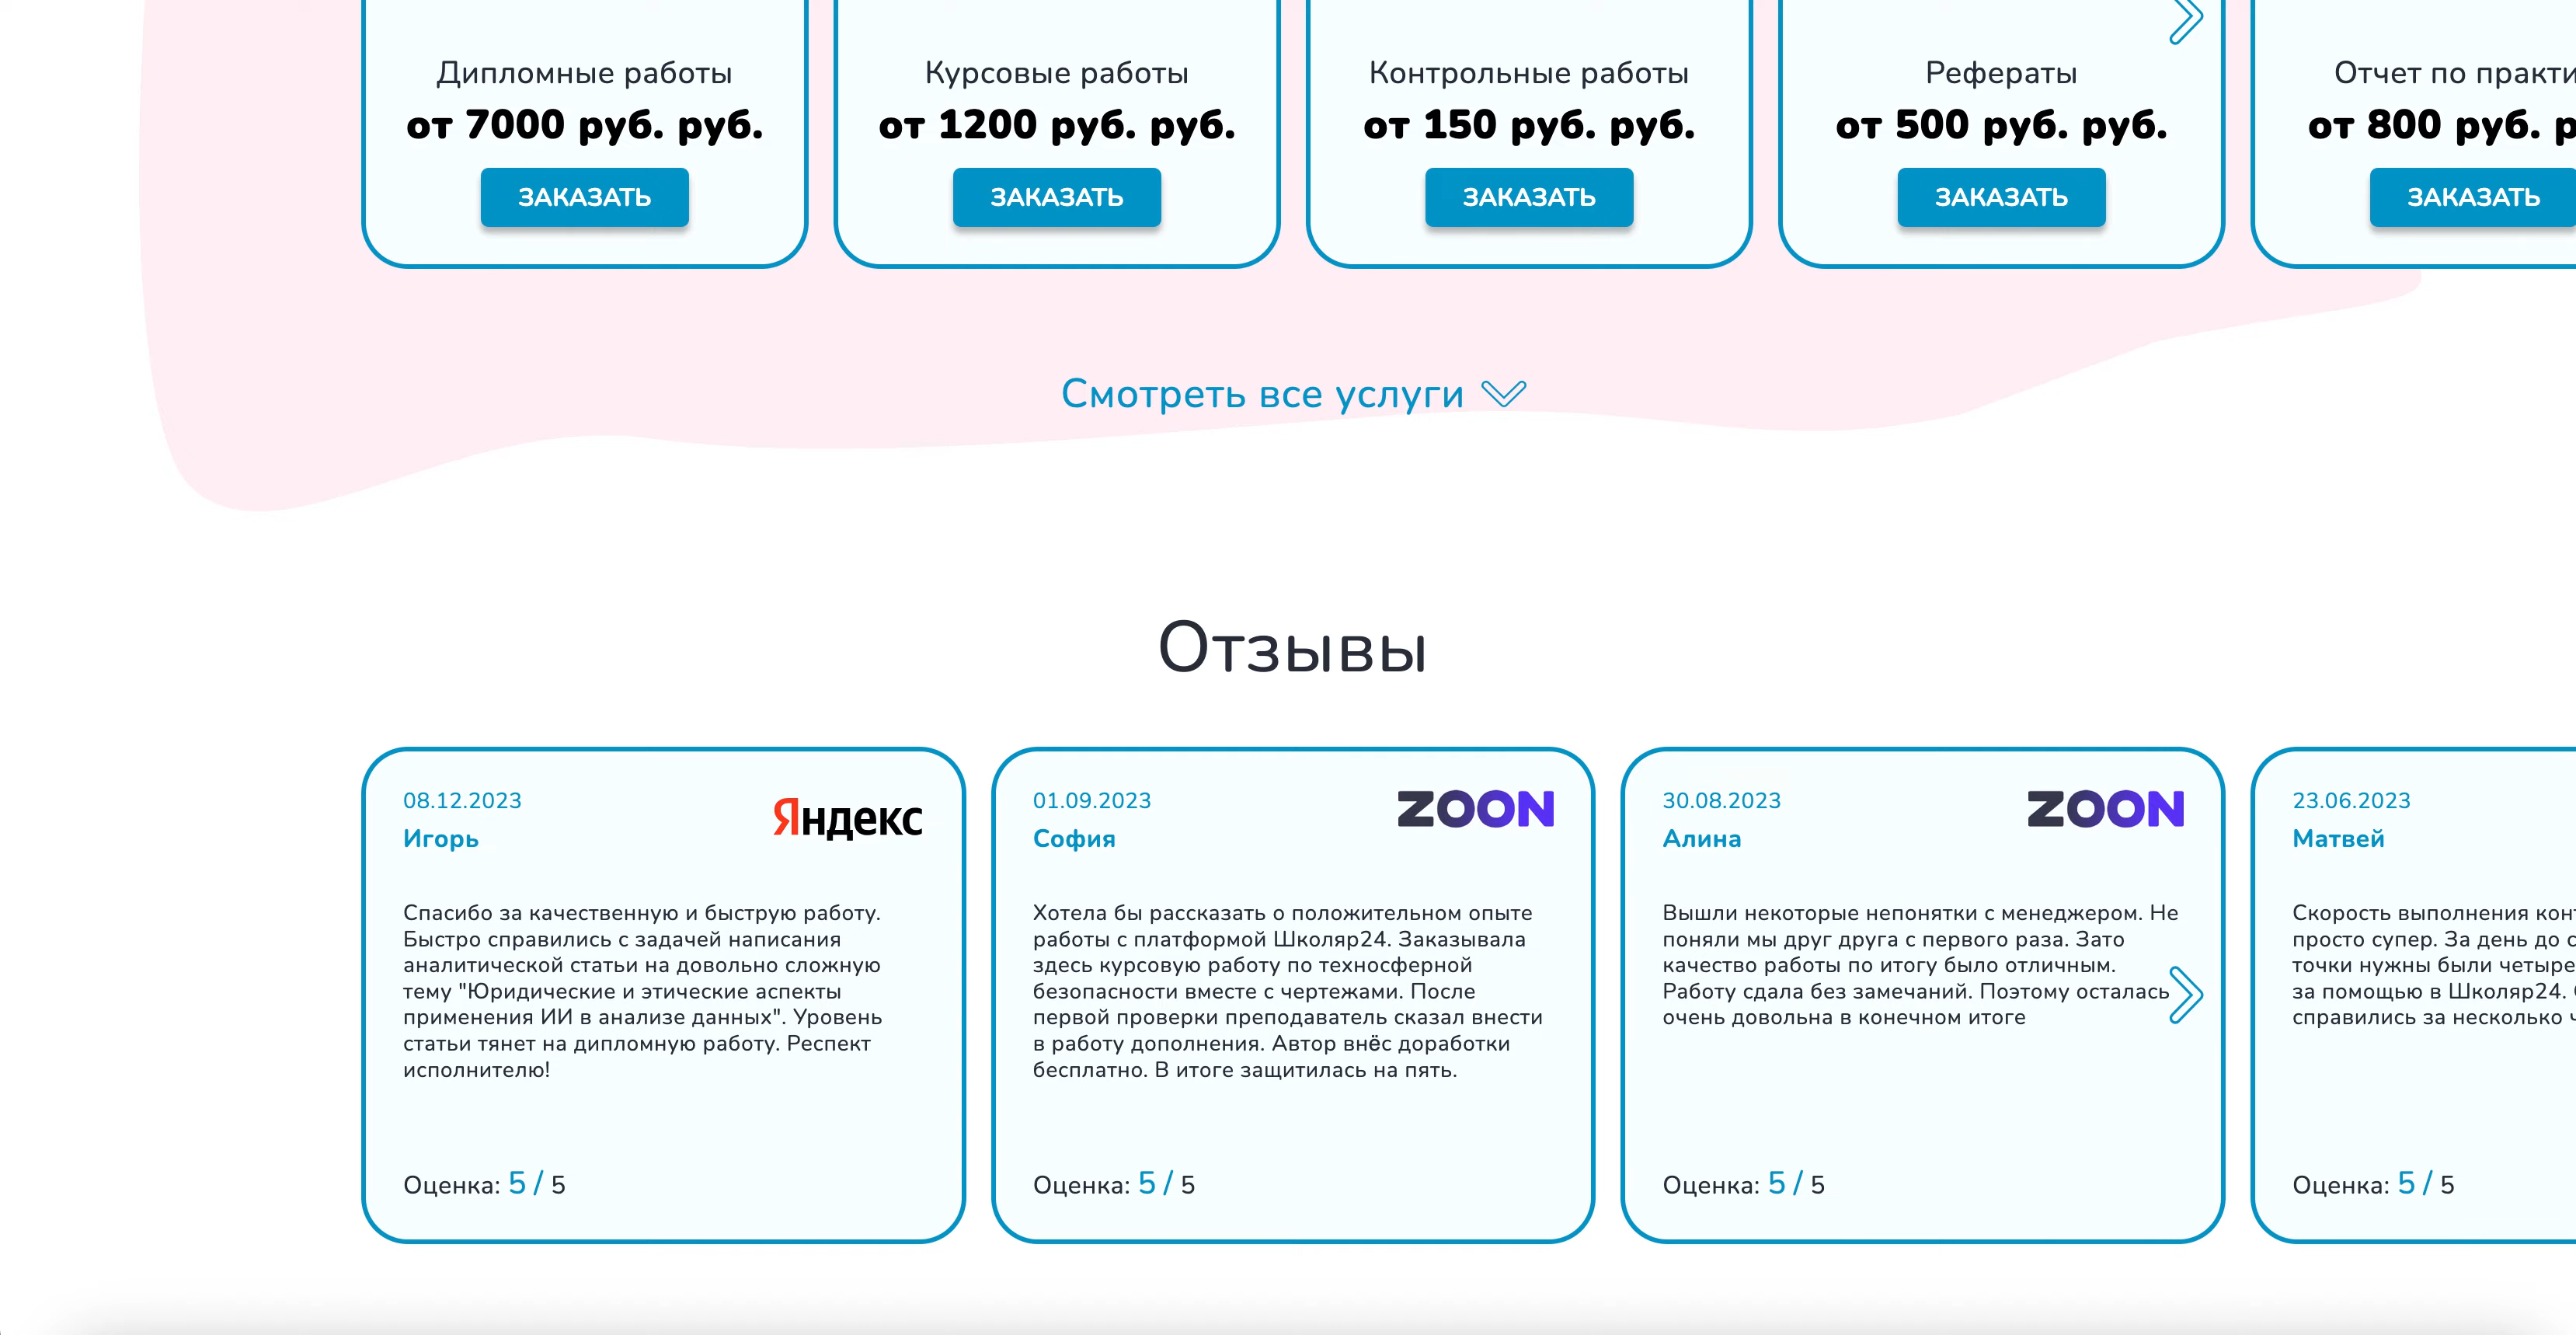 Дипломные работы
от 7000 руб. руб.
ЗАКАЗАТЬ
Курсовые работы
от 1200 руб. руб.
ЗАКАЗАТЬ
Контрольные работы
от 150 руб. руб.
ЗАКАЗАТЬ
Рефераты
от 500 руб. руб.
ЗАКАЗАТЬ
Отчет по
от 800 руб.
ЗАКАЗАТЬ
Смотреть все услуги
Отзывы
08.12.2023
Яндекс
Игорь
Спасибо за качественную и быструю работу.
Быстро справились с задачей написания
аналитической статьи на довольно сложную
тему "Юридические и этические аспекты
применения ИИ в анализе данных". Уровень
статьи тянет на дипломную работу. Респект
исполнителю!
Оценка: 5 / 5
01.09.2023
ZOON
София
Хотела бы рассказать о положительном опыте
работы с платформой Школяр24. Заказывала
здесь курсовую работу по техносферной
безопасности вместе с чертежами. После
первой проверки преподаватель сказал внести
в работу дополнения. Автор внёс доработки
бесплатно. В итоге защитилась на пять.
Оценка: 5 / 5
30.08.2023
ZOON
Алина
Вышли некоторые непонятки с менеджером. Не
поняли мы друг друга с первого раза. Зато
качество работы по итогу было отличным.
Работу сдала без замечаний. Поэтому осталась
очень довольна в конечном итоге
Оценка: 5 / 5
23.06.2023
Матвей
Скорость выполнения
просто супер. За день до
точки нужны были четыре
за помощью в Школяр24.
справились за несколько
Оценка: 5 / 5